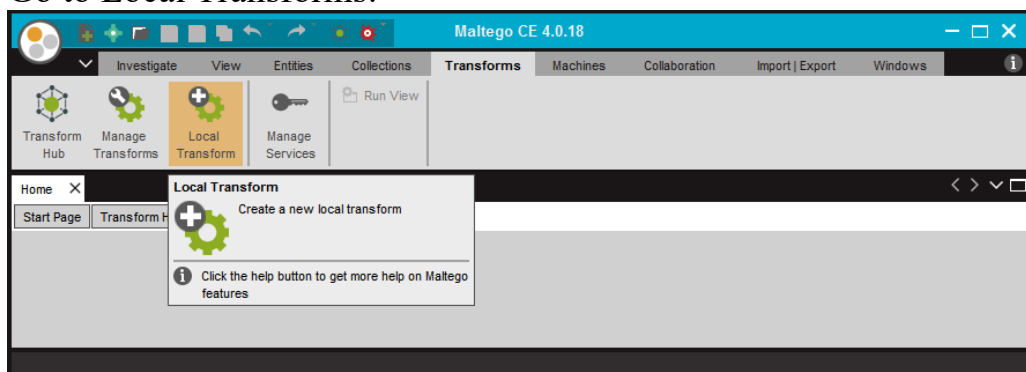 Go to Local Transforms.
Maltego CE 4.0.18
Investigate View Entities Collections Transforms Machines Collaboration Import | Export Windows
Transform Hub
Manage Transforms
Local Transform
Manage Services
Run View
Home
Local Transform
Start Page Transform H
Create a new local transform
Click the help button to get more help on Maltego
features